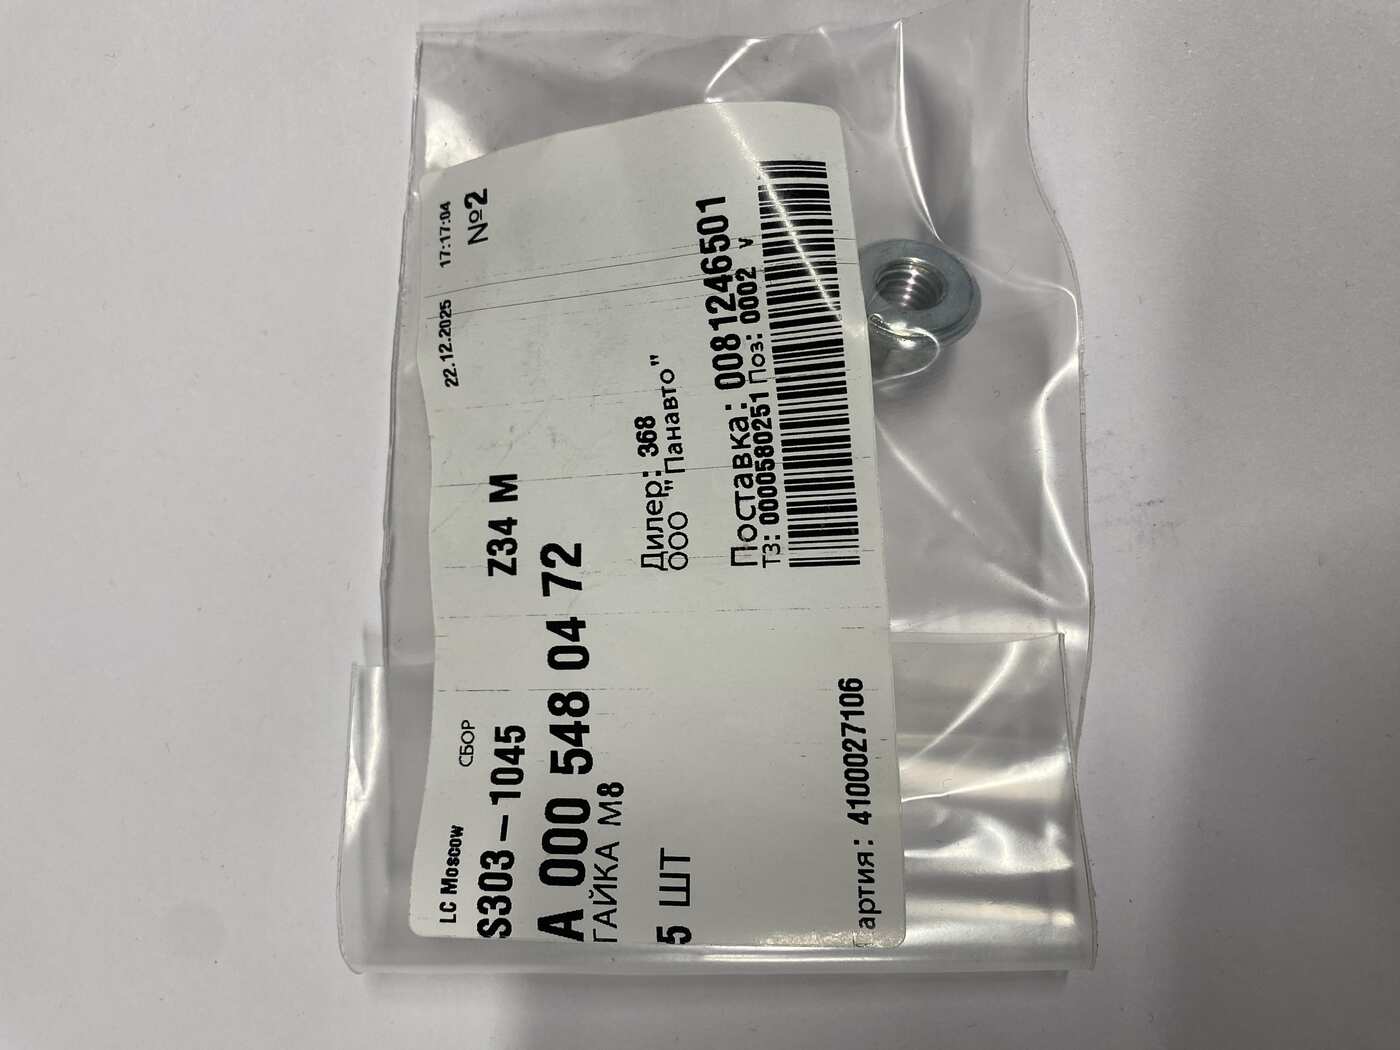 LC Moscow СБОР 22.12.2025 17:17:04
S303-1045 Z34 M №2
A 000 548 04 72
ГАЙКА М8
5 ШТ
Дилер: 368
ООО "Панавто"
Поставка: 0081246501
ТЗ: 0000580251 Поз: 0002 v
артия: 4100027106